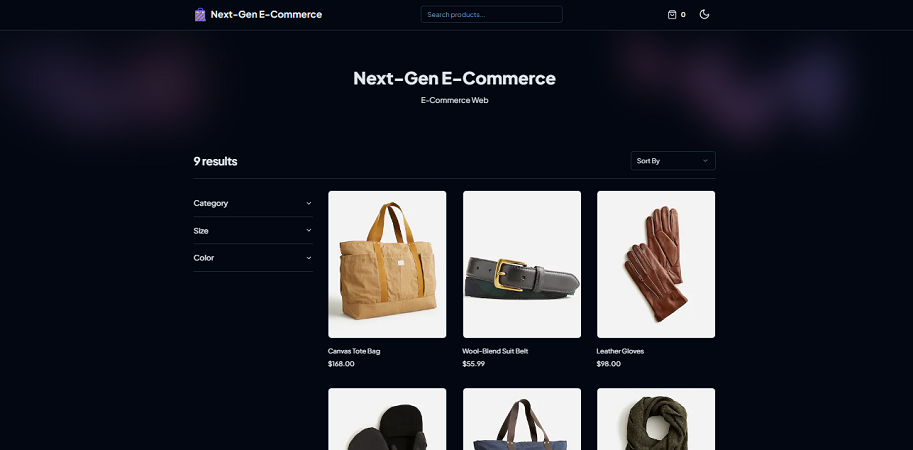 Next-Gen E-Commerce
Search products...
0
Next-Gen E-Commerce
E-Commerce Web
9 results
Sort By
Category
Size
Color
Canvas Tote Bag
$168.00
Wool-Blend Suit Belt
$55.99
Leather Gloves
$98.00